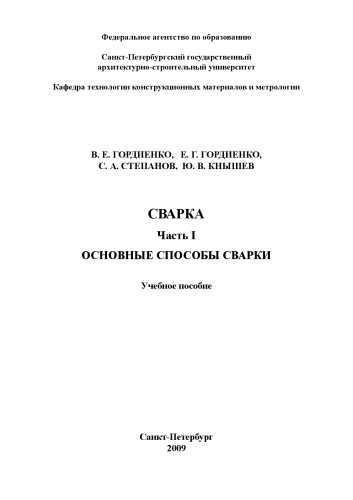 Федеральное агентство по образованию
Санкт-Петербургский государственный
архитектурно-строительный университет
Кафедра технологии конструкционных материалов и метрологии
В. Е. ГОРДИЕНКО, Е. Г. ГОРДИЕНКО,
С. А. СТЕПАНОВ, Ю. В. КНЫШЕВ
СВАРКА
Часть I
ОСНОВНЫЕ СПОСОБЫ СВАРКИ
Учебное пособие
Санкт-Петербург
2009